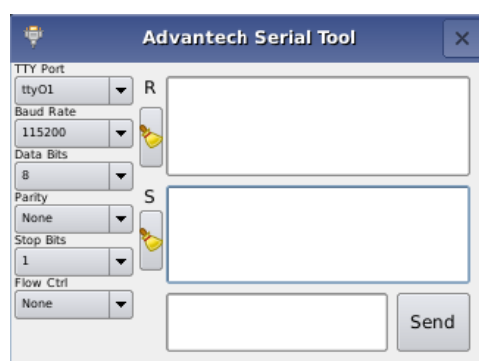 Advantech Serial Tool
TTY Port
ttyO1
Baud Rate
115200
Data Bits
8
Parity
None
Stop Bits
1
Flow Ctrl
None
R
S
Send